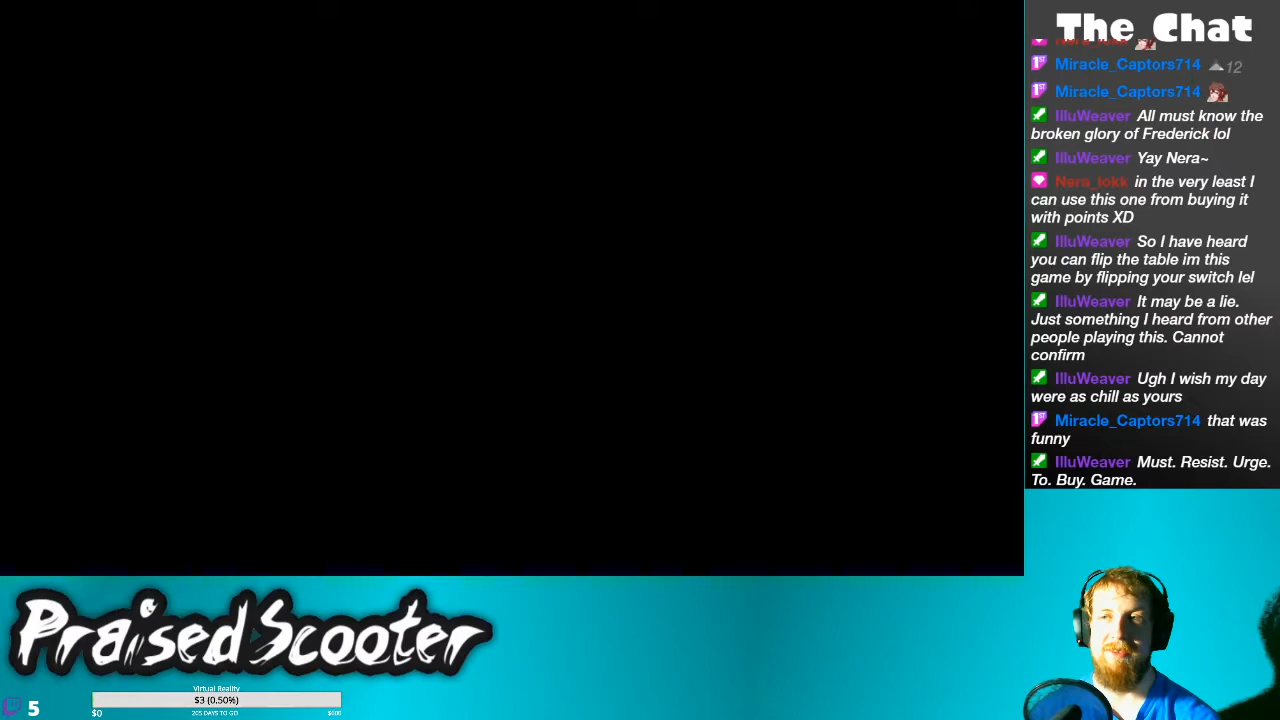 The Chat
Miracle_Captors714 12
Miracle_Captors714
IlluWeaver All must know the
broken glory of Frederick lol
IlluWeaver Yay Nera~
Nera_lokk in the very least I
can use this one from buying it
with points XD
IlluWeaver So I have heard
you can flip the table im this
game by flipping your switch lel
IlluWeaver It may be a lie.
Just something I heard from other
people playing this. Cannot
confirm
IlluWeaver Ugh I wish my day
were as chill as yours
Miracle_Captors714 that was
funny
IlluWeaver Must. Resist. Urge.
To. Buy. Game.
PraisedScooter
Virtual Reality
$3 (0.50%)
5
$0 205 DAYS TO GO